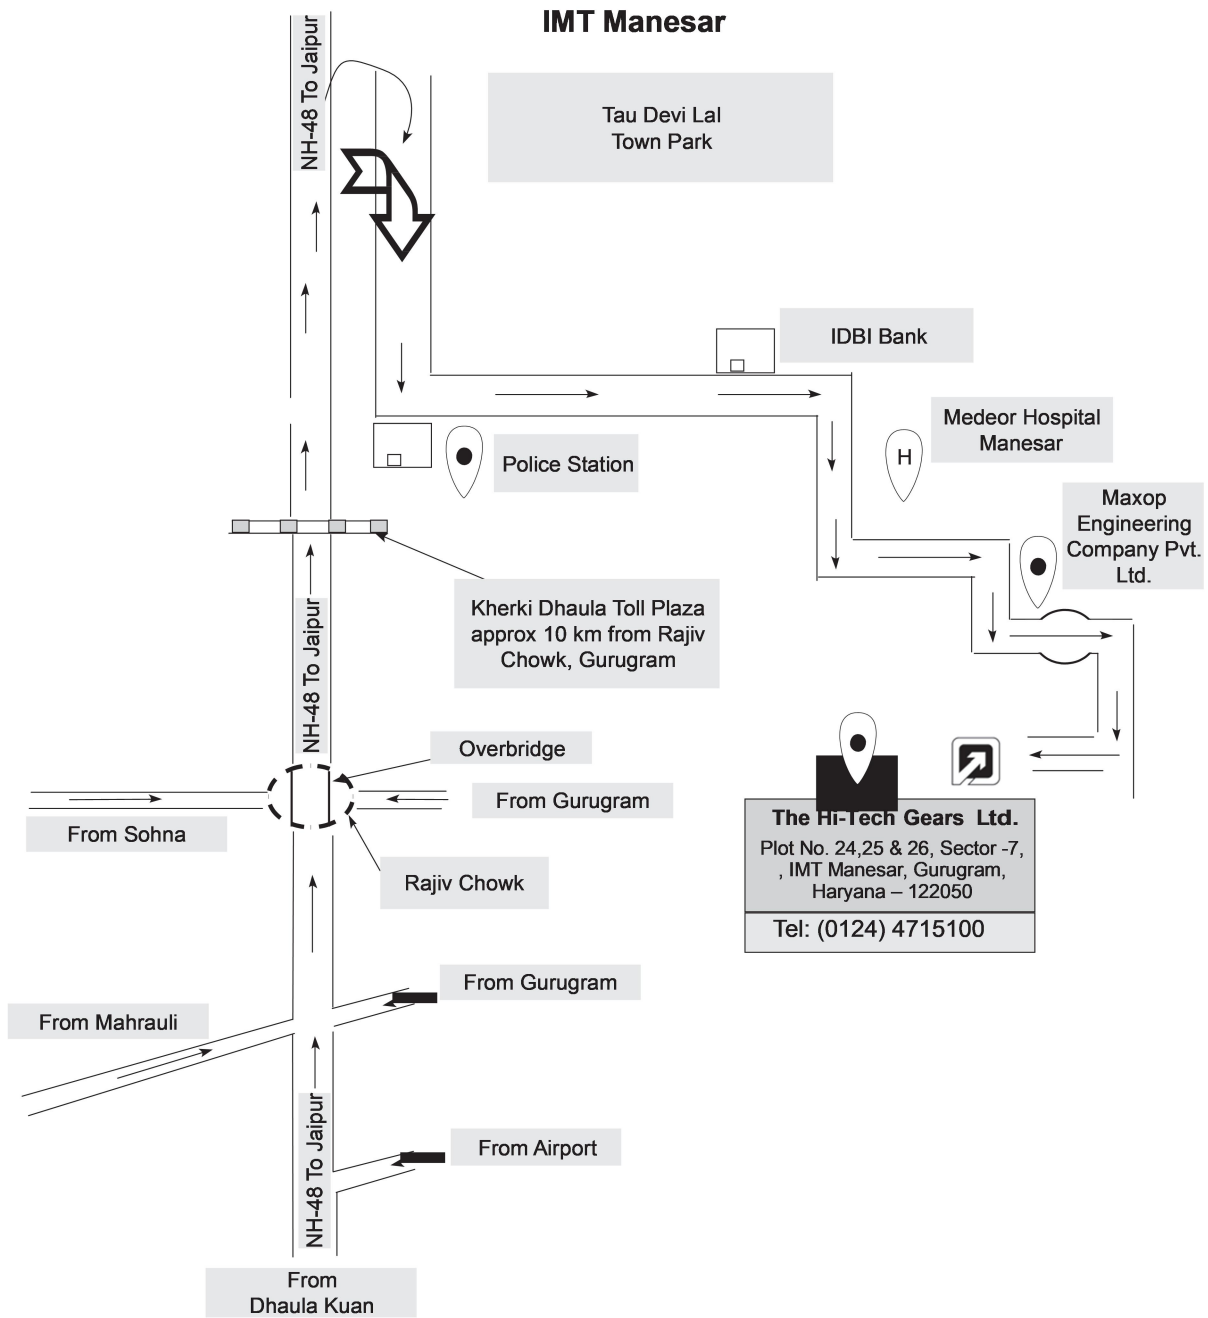 IMT Manesar
NH-48 To Jaipur
Tau Devi Lal
Town Park
IDBI Bank
Medeor Hospital
Manesar
H
Police Station
Maxop
Engineering
Company Pvt.
Ltd.
Kherki Dhaula Toll Plaza
approx 10 km from Rajiv
Chowk, Gurugram
NH-48 To Jaipur
Overbridge
From Gurugram
From Sohna
Rajiv Chowk
The Hi-Tech Gears Ltd.
Plot No. 24,25 & 26, Sector -7,
, IMT Manesar, Gurugram,
Haryana – 122050
Tel: (0124) 4715100
From Gurugram
From Mahrauli
From Airport
NH-48 To Jaipur
From
Dhaula Kuan